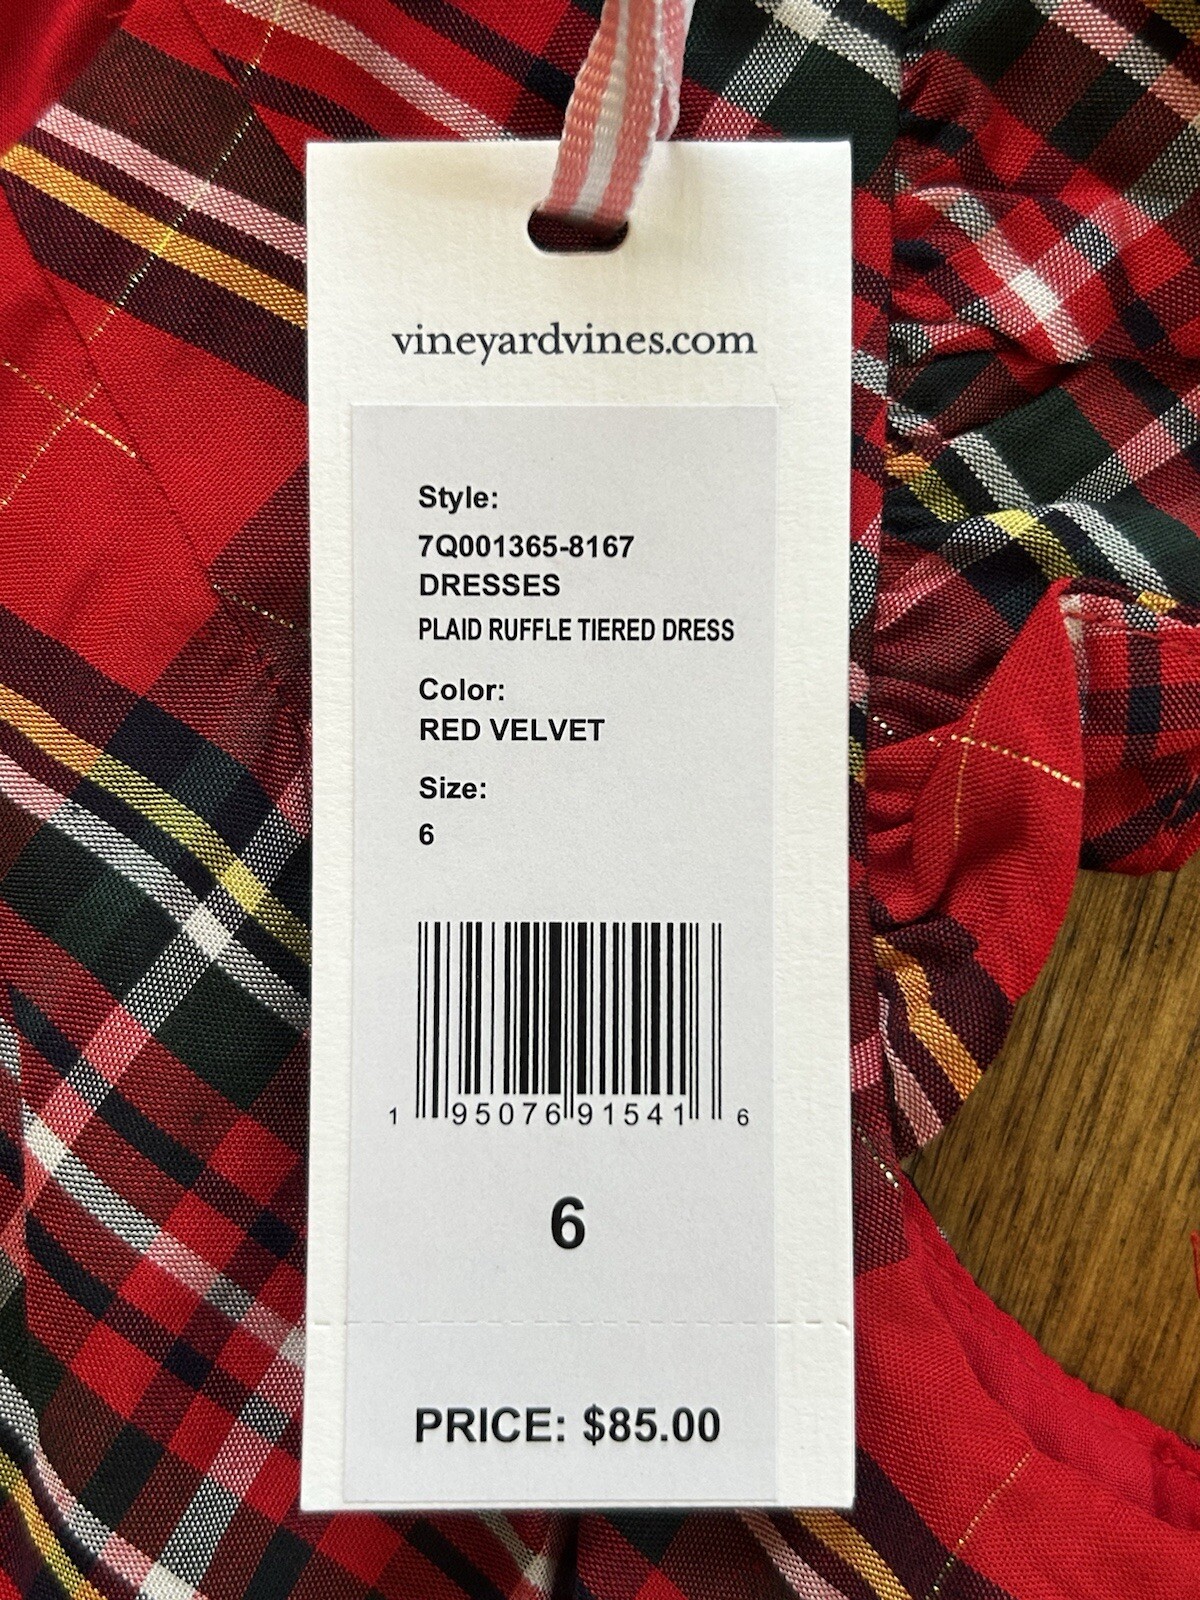 vineyardvines.com
Style:
7Q001365-8167
DRESSES
PLAID RUFFLE TIERED DRESS
Color:
RED VELVET
Size:
6
1 95076 91541 6
6
PRICE: $85.00